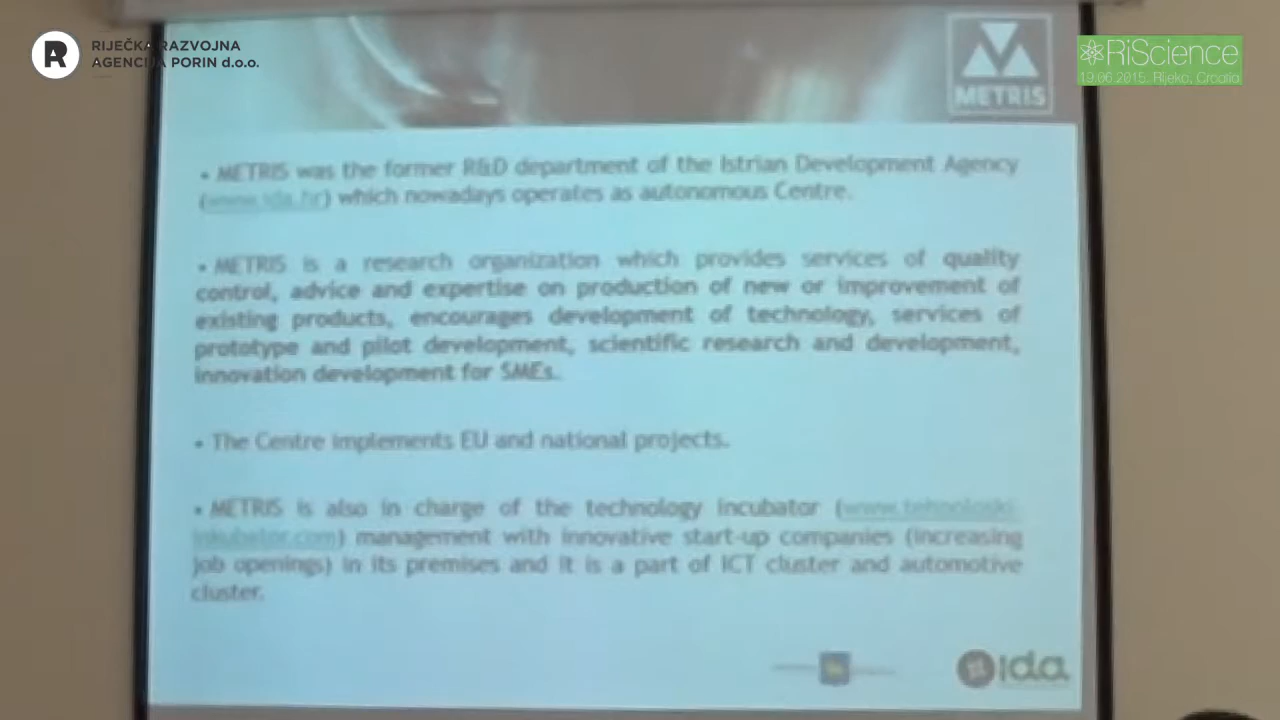 R
RIJEČKA RAZVOJNA
AGENCIJA PORIN d.o.o.
METRIS
RiScience
19.06.2015. Rijeka, Croatia
• METRIS was the former R&D department of the Istrian Development Agency
(www.ida.hr) which nowadays operates as autonomous Centre.
• METRIS is a research organization which provides services of quality
control, advice and expertise on production of new or improvement of
existing products, encourages development of technology, services of
prototype and pilot development, scientific research and development,
innovation development for SMEs.
• The Centre implements EU and national projects.
• METRIS is also in charge of the technology incubator (www.tehnoloski-
inkubator.com) management with innovative start-up companies (increasing
job openings) in its premises and it is a part of ICT cluster and automotive
cluster.
ida